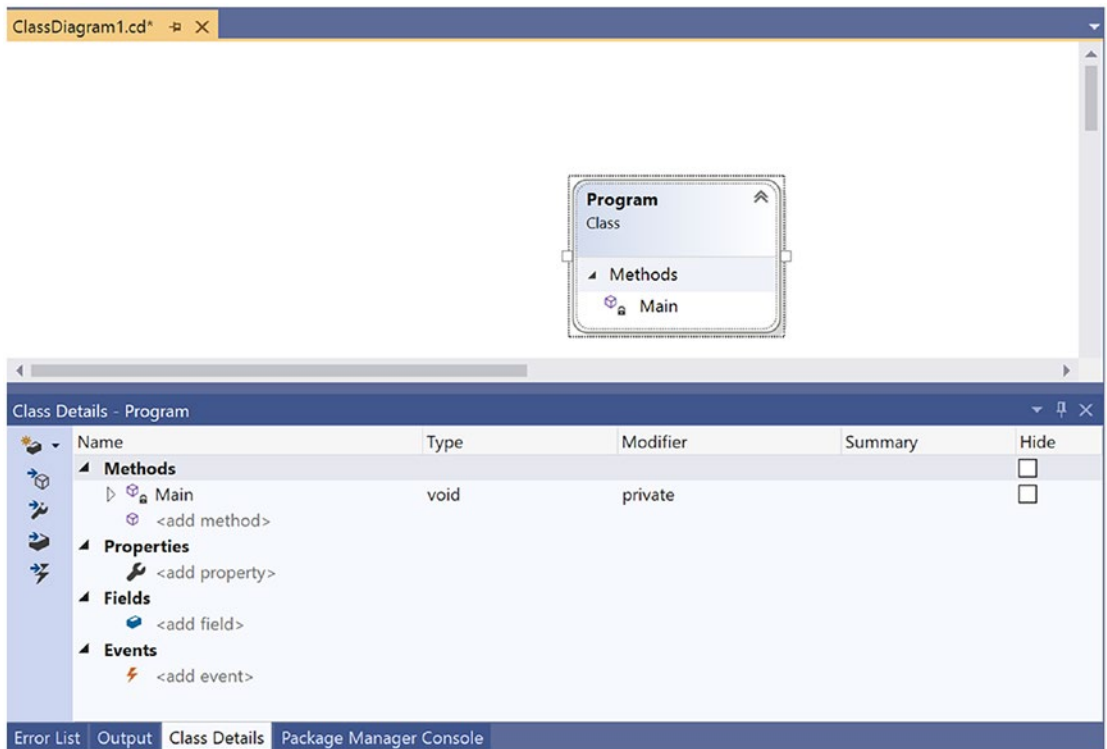 ClassDiagram1.cd*
Program
Class
Methods
Main
Class Details - Program
Name Type Modifier Summary Hide
Methods
Main void private
<add method>
Properties
<add property>
Fields
<add field>
Events
<add event>
Error List Output Class Details Package Manager Console